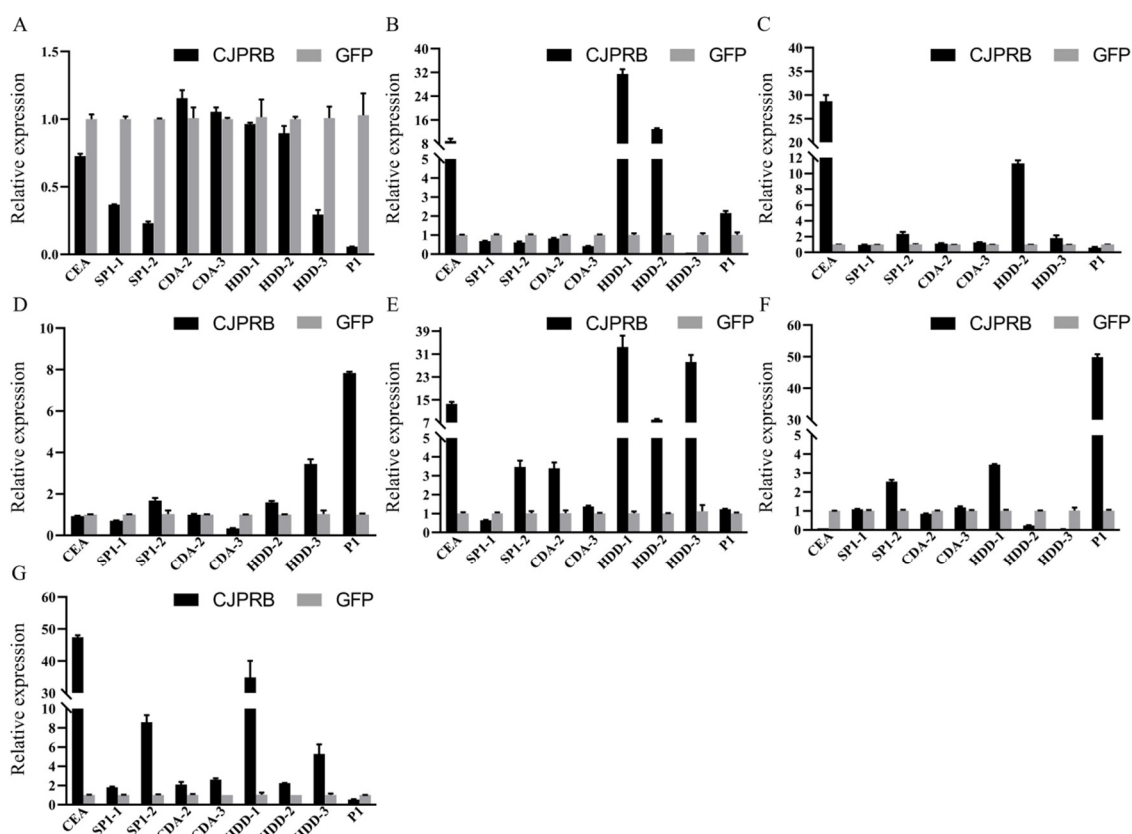 A
CJPRB GFP
Relative expression
1.5
1.0
0.5
0.0
CEA SP1-1 SP1-2 CDA-2 CDA-3 HDD-1 HDD-2 HDD-3 P1
B
CJPRB GFP
Relative expression
40
32
24
16
8
5
4
3
2
1
0
CEA SP1-1 SP1-2 CDA-2 CDA-3 HDD-1 HDD-2 HDD-3 P1
C
CJPRB GFP
Relative expression
40
35
30
25
20
12
10
8
6
4
2
0
CEA SP1-1 SP1-2 CDA-2 CDA-3 HDD-2 HDD-3 P1
D
CJPRB GFP
Relative expression
10
8
6
4
2
0
CEA SP1-1 SP1-2 CDA-2 CDA-3 HDD-2 HDD-3 P1
E
CJPRB GFP
Relative expression
39
31
23
15
7
5
4
3
2
1
0
CEA SP1-1 SP1-2 CDA-2 CDA-3 HDD-1 HDD-2 HDD-3 P1
F
CJPRB GFP
Relative expression
60
50
40
30
5
4
3
2
1
0
CEA SP1-1 SP1-2 CDA-2 CDA-3 HDD-1 HDD-2 HDD-3 P1
G
CJPRB GFP
Relative expression
60
50
40
30
10
8
6
4
2
0
CEA SP1-1 SP1-2 CDA-2 CDA-3 HDD-1 HDD-2 HDD-3 P1